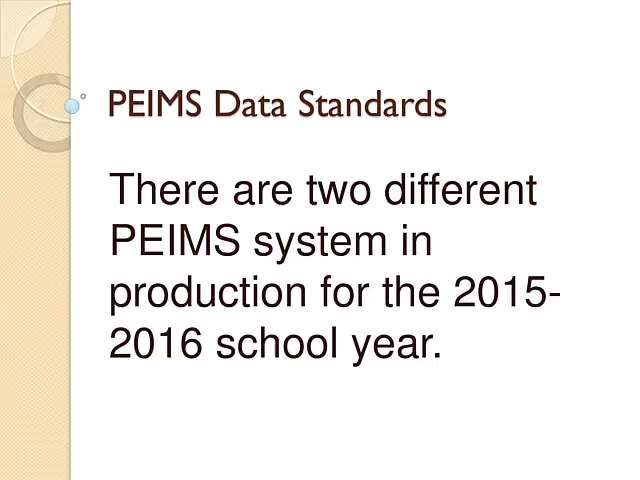 PEIMS Data Standards
There are two different
PEIMS system in
production for the 2015-
2016 school year.